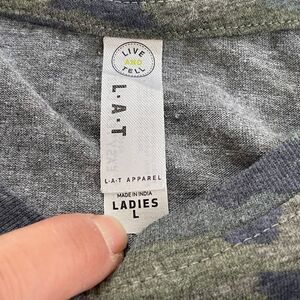 LIVE
AND
TELL
L·A·T
L·A·T APPAREL
MADE IN INDIA
LADIES
L